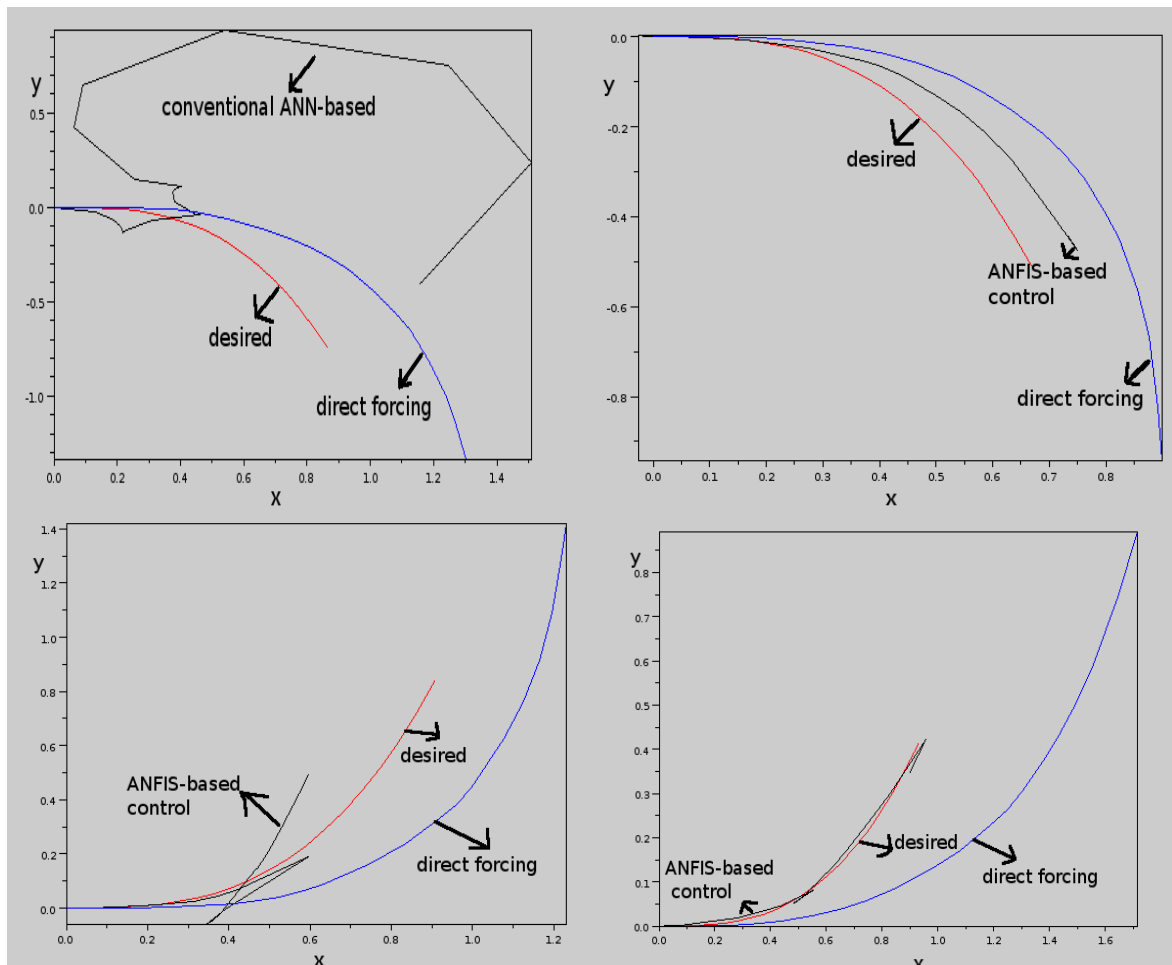 y
conventional ANN-based
0.5
0.0
desired
-0.5
-1.0
direct forcing
0.0 0.2 0.4 0.6 0.8 1.0 1.2 1.4
x
0.0
y
-0.2
desired
-0.4
ANFIS-based
control
-0.6
-0.8
direct forcing
0.0 0.1 0.2 0.3 0.4 0.5 0.6 0.7 0.8
x
1.4
y
1.2
1.0
0.8
desired
0.6
ANFIS-based
control
0.4
direct forcing
0.2
0.0
0.0 0.2 0.4 0.6 0.8 1.0 1.2
x
y
0.8
0.7
0.6
0.5
0.4
0.3
0.2
desired
direct forcing
ANFIS-based
control
0.1
0.0
0.0 0.2 0.4 0.6 0.8 1.0 1.2 1.4 1.6
x